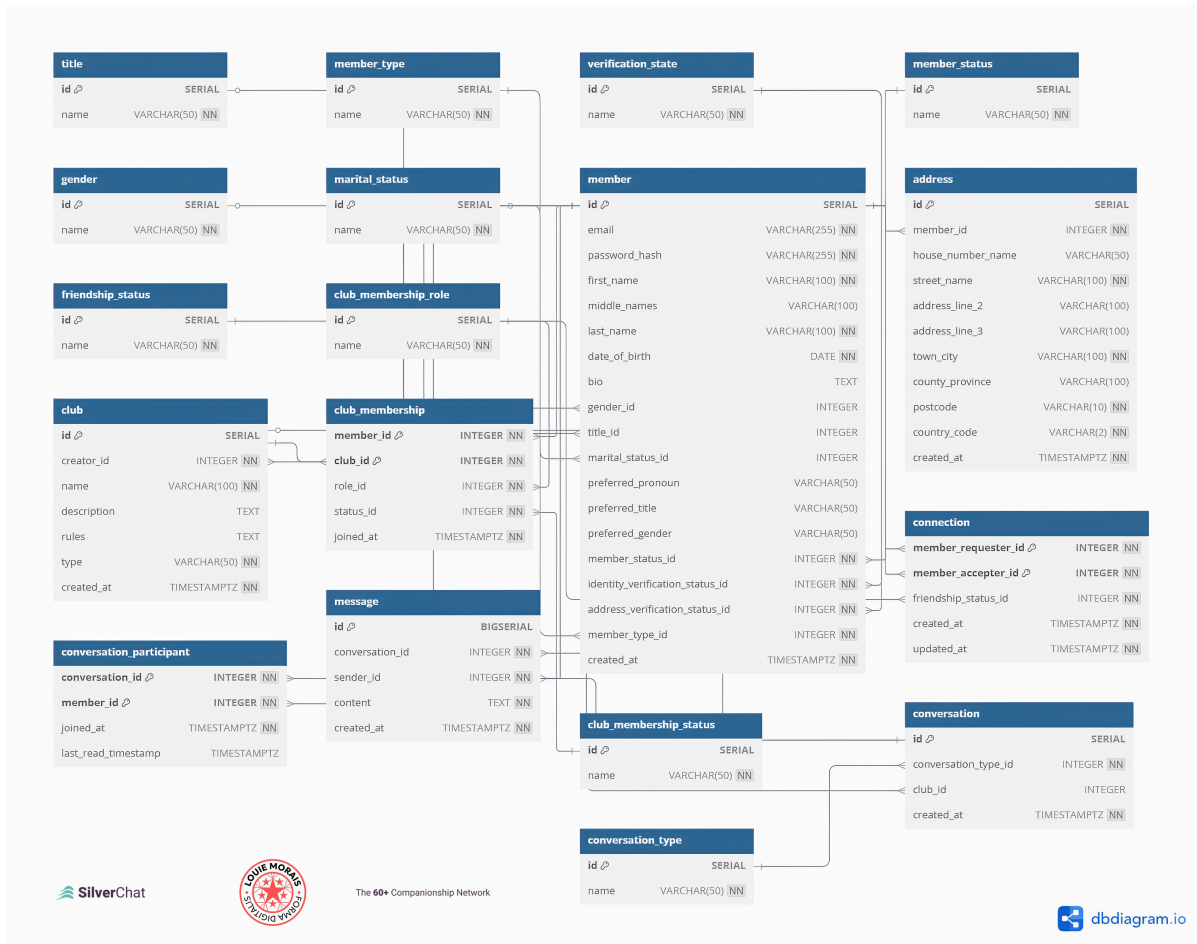 title
id SERIAL
name VARCHAR(50) NN
member_type
id SERIAL
name VARCHAR(50) NN
verification_state
id SERIAL
name VARCHAR(50) NN
member_status
id SERIAL
name VARCHAR(50) NN
gender
id SERIAL
name VARCHAR(50) NN
marital_status
id SERIAL
name VARCHAR(50) NN
member
id SERIAL
email VARCHAR(255) NN
password_hash VARCHAR(255) NN
first_name VARCHAR(100) NN
middle_names VARCHAR(100)
last_name VARCHAR(100) NN
date_of_birth DATE NN
bio TEXT
gender_id INTEGER
title_id INTEGER
marital_status_id INTEGER
preferred_pronoun VARCHAR(50)
preferred_title VARCHAR(50)
preferred_gender VARCHAR(50)
member_status_id INTEGER NN
identity_verification_status_id INTEGER NN
address_verification_status_id INTEGER NN
member_type_id INTEGER NN
created_at TIMESTAMPTZ NN
address
id SERIAL
member_id INTEGER NN
house_number_name VARCHAR(50)
street_name VARCHAR(100) NN
address_line_2 VARCHAR(100)
address_line_3 VARCHAR(100)
town_city VARCHAR(100) NN
county_province VARCHAR(100)
postcode VARCHAR(10) NN
country_code VARCHAR(2) NN
created_at TIMESTAMPTZ NN
friendship_status
id SERIAL
name VARCHAR(50) NN
club_membership_role
id SERIAL
name VARCHAR(50) NN
club
id SERIAL
creator_id INTEGER NN
name VARCHAR(100) NN
description TEXT
rules TEXT
type VARCHAR(50) NN
created_at TIMESTAMPTZ NN
club_membership
member_id INTEGER NN
club_id INTEGER NN
role_id INTEGER NN
status_id INTEGER NN
joined_at TIMESTAMPTZ NN
connection
member_requester_id INTEGER NN
member_accepter_id INTEGER NN
friendship_status_id INTEGER NN
created_at TIMESTAMPTZ NN
updated_at TIMESTAMPTZ NN
message
id BIGSERIAL
conversation_id INTEGER NN
sender_id INTEGER NN
content TEXT NN
created_at TIMESTAMPTZ NN
conversation_participant
conversation_id INTEGER NN
member_id INTEGER NN
joined_at TIMESTAMPTZ NN
last_read_timestamp TIMESTAMPTZ
club_membership_status
id SERIAL
name VARCHAR(50) NN
conversation
id SERIAL
conversation_type_id INTEGER NN
club_id INTEGER
created_at TIMESTAMPTZ NN
conversation_type
id SERIAL
name VARCHAR(50) NN
SilverChat
LOUIE MORAIS
FORMA DIGITALIS
The 60+ Companionship Network
dbdiagram.io